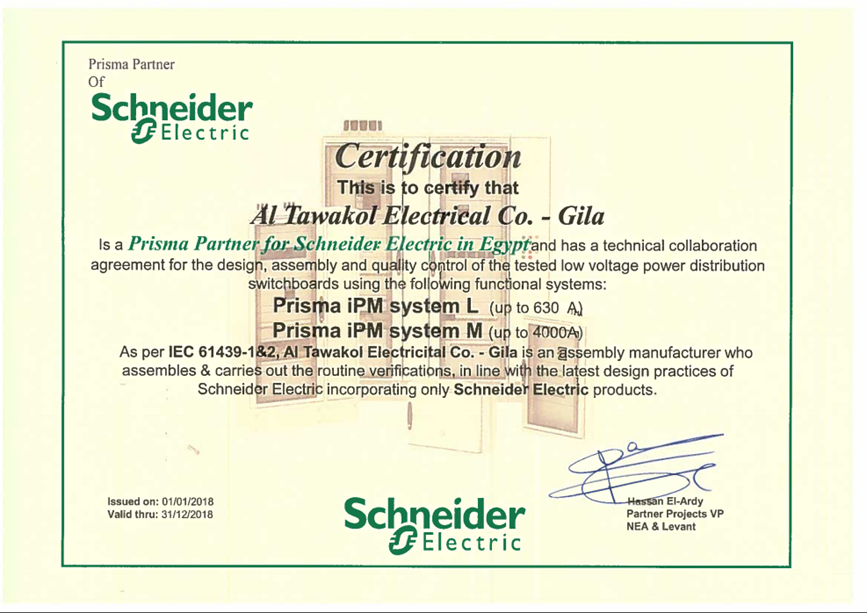 Prisma Partner
Of
Schneider
Electric
Certification
This is to certify that
Al Tawakol Electrical Co. - Gila
Is a Prisma Partner for Schneider Electric in Egypt and has a technical collaboration
agreement for the design, assembly and quality control of the tested low voltage power distribution
switchboards using the following functional systems:
Prisma iPM system L (up to 630 A)
Prisma iPM system M (up to 4000A)
As per IEC 61439-1&2, Al Tawakol Electricital Co. - Gila is an assembly manufacturer who
assembles & carries out the routine verifications, in line with the latest design practices of
Schneider Electric incorporating only Schneider Electric products.
Issued on: 01/01/2018
Valid thru: 31/12/2018
Schneider
Electric
Hassan El-Ardy
Partner Projects VP
NEA & Levant